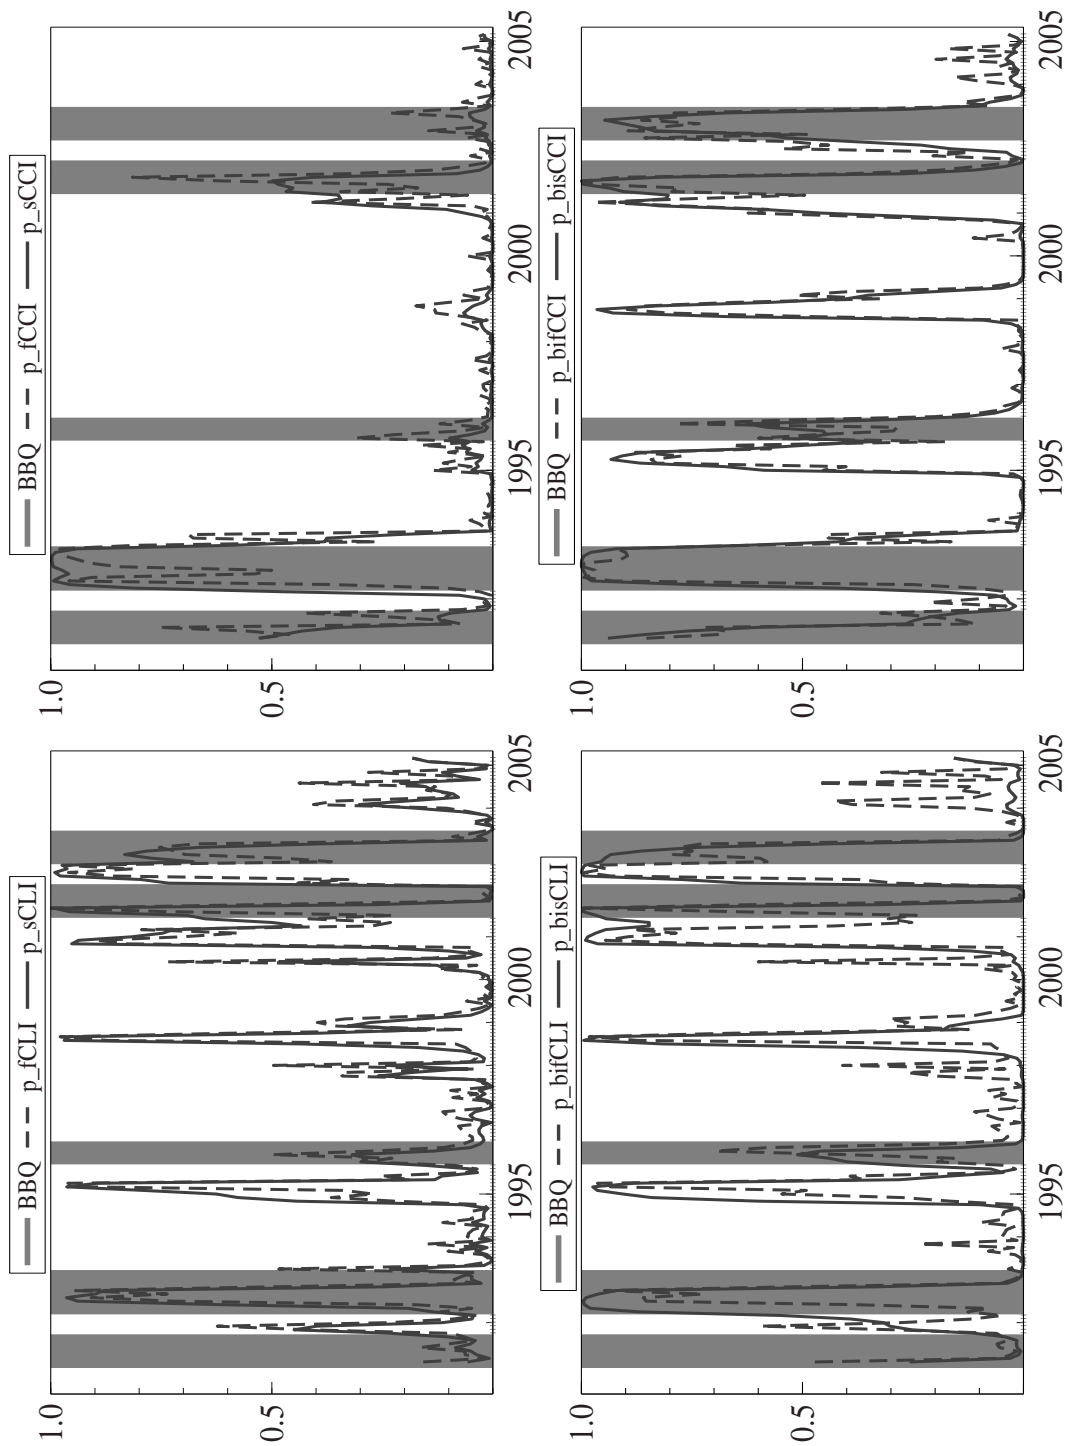 BBQ p_fCLI p_sCLI
1.0
0.5
1995 2000 2005
BBQ p_fCCI p_sCCI
1.0
0.5
1995 2000 2005
BBQ p_bifCLI p_bisCLI
1.0
0.5
1995 2000 2005
BBQ p_bifCCI p_bisCCI
1.0
0.5
1995 2000 2005